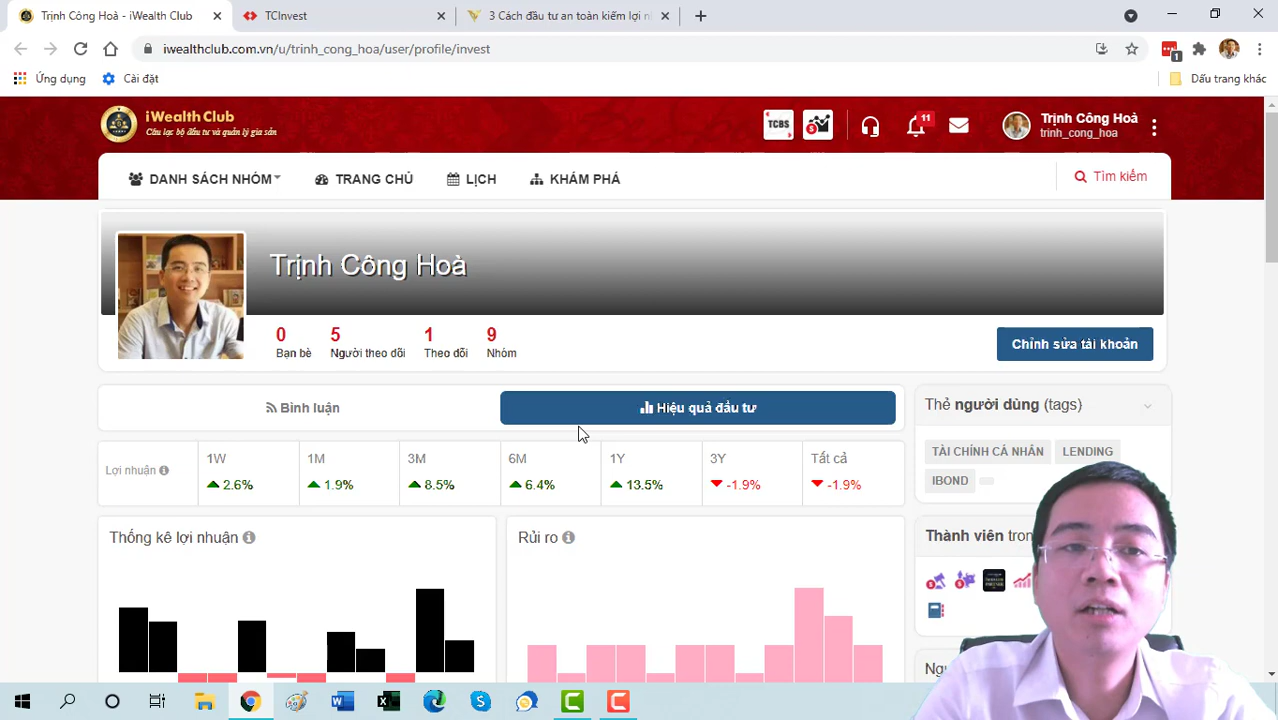 Trịnh Công Hoà - iWealth Club
TCInvest
3 Cách đầu tư an toàn kiếm lợi n
iwealthclub.com.vn/u/trinh_cong_hoa/user/profile/invest
1
Ứng dụng
Cài đặt
Dấu trang khác
iWealth Club
Câu lạc bộ đầu tư và quản lý gia sản
TCBS
11
Trịnh Công Hoà
trinh_cong_hoa
DANH SÁCH NHÓM
TRANG CHỦ
LỊCH
KHÁM PHÁ
Tìm kiếm
Trịnh Công Hoà
0
5
1
9
Bạn bè
Người theo dõi
Theo dõi
Nhóm
Chỉnh sửa tài khoản
Bình luận
Hiệu quả đầu tư
Thẻ người dùng (tags)
Lợi nhuận
1W
1M
3M
6M
1Y
3Y
Tất cả
2.6%
1.9%
8.5%
6.4%
13.5%
-1.9%
-1.9%
TÀI CHÍNH CÁ NHÂN
LENDING
IBOND
Thống kê lợi nhuận
Rủi ro
Thành viên tron